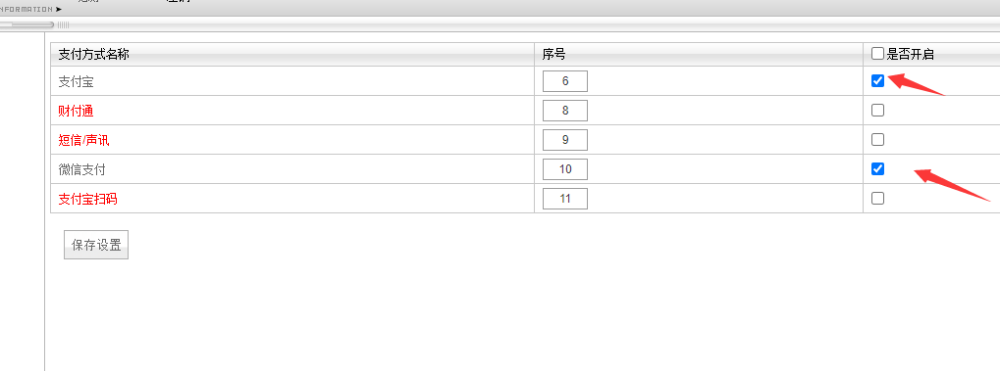 NFORMATION
支付方式名称 序号 是否开启
支付宝 6
财付通 8
短信/声讯 9
微信支付 10
支付宝扫码 11
保存设置